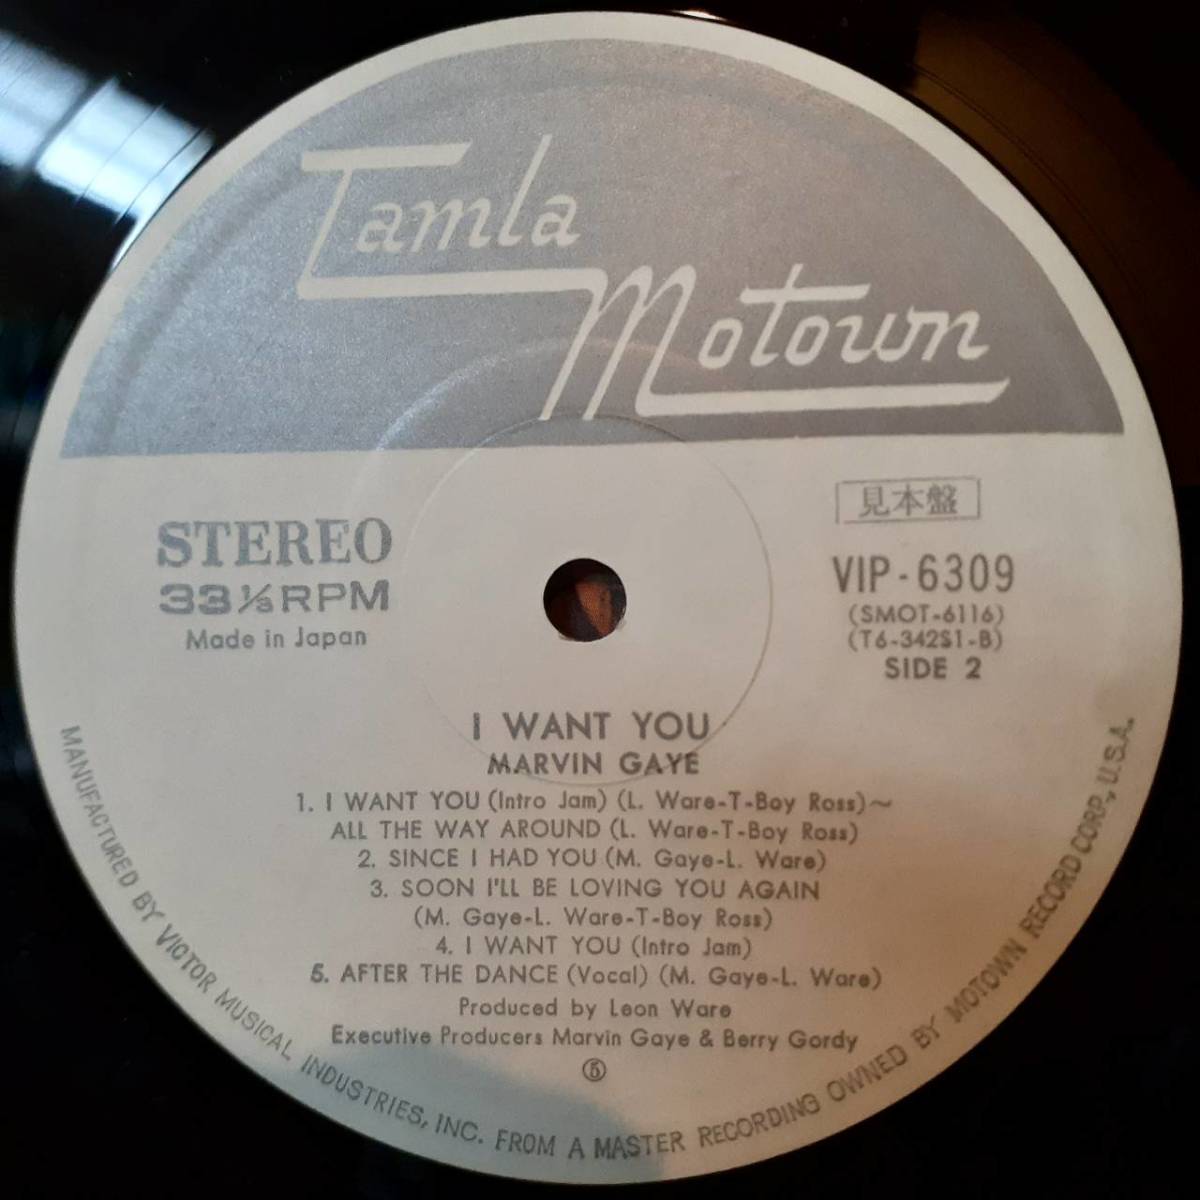 Tamla
Motown
STEREO
33⅓RPM
Made in Japan
見本盤
VIP-6309
(SMOT-6116)
(T6-342S1-B)
SIDE 2
I WANT YOU
MARVIN GAYE
1. I WANT YOU (Intro Jam) (L. Ware-T-Boy Ross)~
ALL THE WAY AROUND (L. Ware-T-Boy Ross)
2. SINCE I HAD YOU (M. Gaye-L. Ware)
3. SOON I'LL BE LOVING YOU AGAIN
(M. Gaye-L. Ware-T-Boy Ross)
4. I WANT YOU (Intro Jam)
5. AFTER THE DANCE (Vocal) (M. Gaye-L. Ware)
Produced by Leon Ware
Executive Producers Marvin Gaye & Berry Gordy
MANUFACTURED BY VICTOR MUSICAL INDUSTRIES, INC. FROM A MASTER RECORDING OWNED BY MOTOWN RECORD CORP., U.S.A.